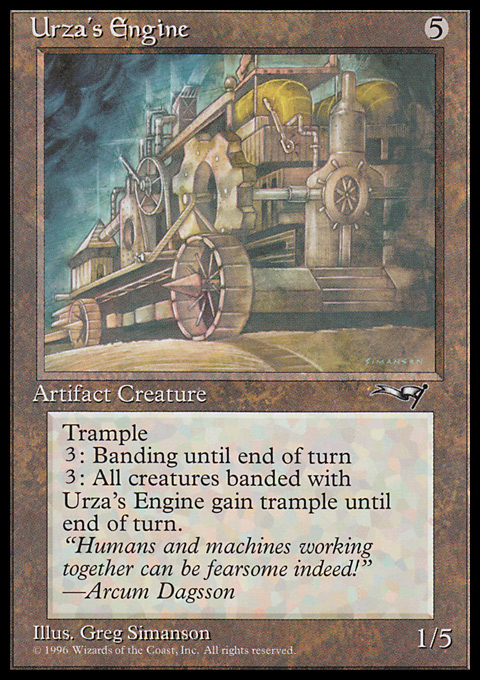 Urza's Engine 5
SIMANSON
Artifact Creature
Trample
3: Banding until end of turn
3: All creatures banded with
Urza's Engine gain trample until
end of turn.
“Humans and machines working
together can be fearsome indeed!”
—Arcum Dagsson
Illus. Greg Simanson
1/5
© 1996 Wizards of the Coast, Inc. All rights reserved.